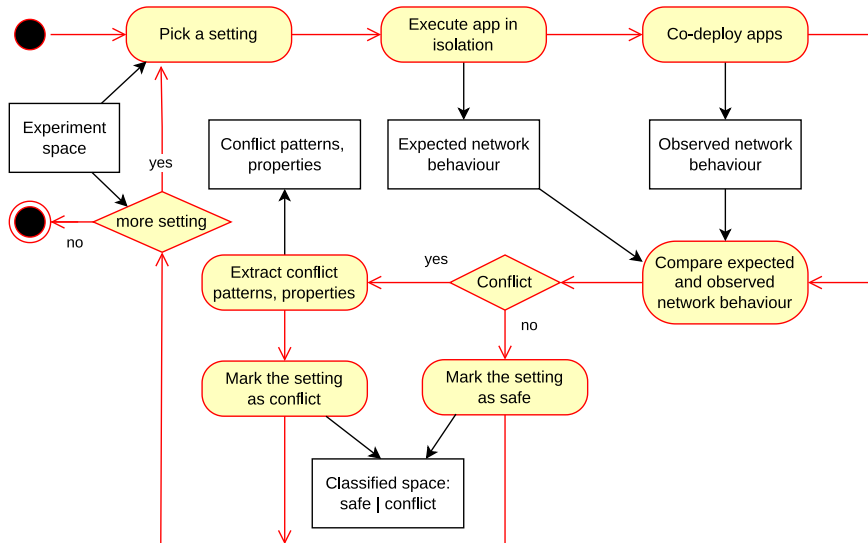 Pick a setting
Execute app in
isolation
Co-deploy apps
Experiment
space
yes
Conflict patterns,
properties
Expected network
behaviour
Observed network
behaviour
more setting
no
Extract conflict
patterns, properties
yes
Conflict
no
Compare expected
and observed
network behaviour
Mark the setting
as conflict
Mark the setting
as safe
Classified space:
safe | conflict